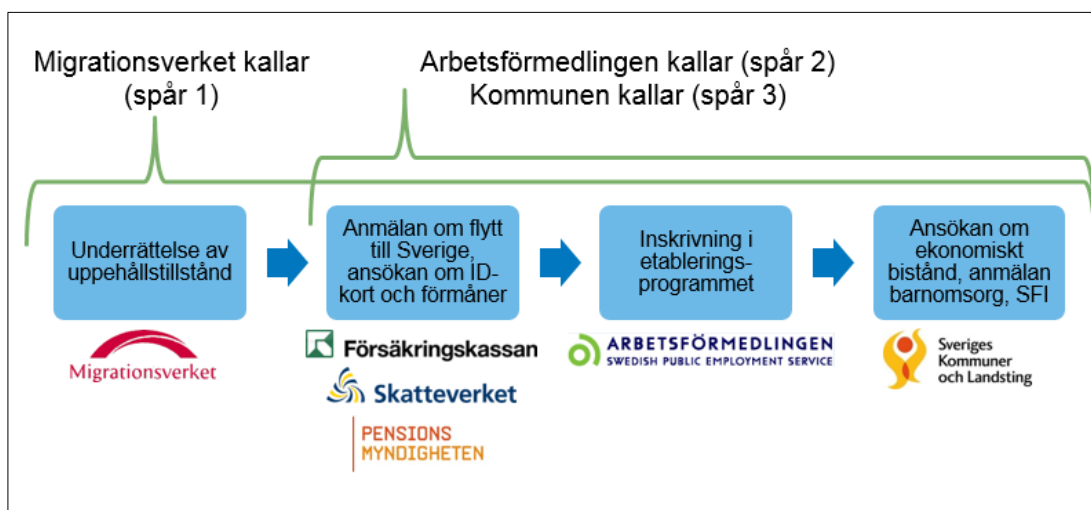 Migrationsverket kallar
(spår 1)
Arbetsförmedlingen kallar (spår 2)
Kommunen kallar (spår 3)
Underrättelse av
uppehållstillstånd
Anmälan om flytt
till Sverige,
ansökan om ID-
kort och förmåner
Inskrivning i
etablerings-
programmet
Ansökan om
ekonomiskt
bistånd, anmälan
barnomsorg, SFI
Migrationsverket
Försäkringskassan
Skatteverket
PENSIONS
MYNDIGHETEN
ARBETSFÖRMEDLINGEN
SWEDISH PUBLIC EMPLOYMENT SERVICE
Sveriges
Kommuner
och Landsting